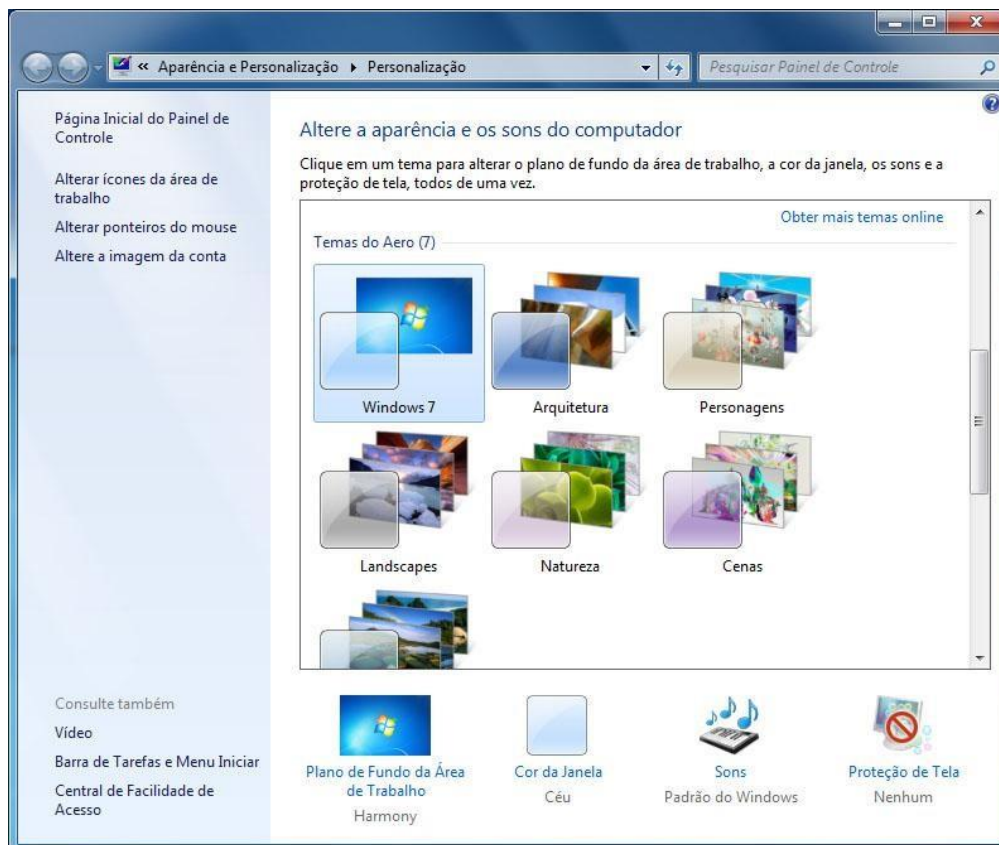 « Aparência e Personalização ▸ Personalização
Pesquisar Painel de Controle
Página Inicial do Painel de
Controle
Alterar ícones da área de
trabalho
Alterar ponteiros do mouse
Altere a imagem da conta
Altere a aparência e os sons do computador
Clique em um tema para alterar o plano de fundo da área de trabalho, a cor da janela, os sons e a
proteção de tela, todos de uma vez.
Obter mais temas online
Temas do Aero (7)
Windows 7
Arquitetura
Personagens
Landscapes
Natureza
Cenas
Consulte também
Vídeo
Barra de Tarefas e Menu Iniciar
Central de Facilidade de
Acesso
Plano de Fundo da Área
de Trabalho
Harmony
Cor da Janela
Céu
Sons
Padrão do Windows
Proteção de Tela
Nenhum